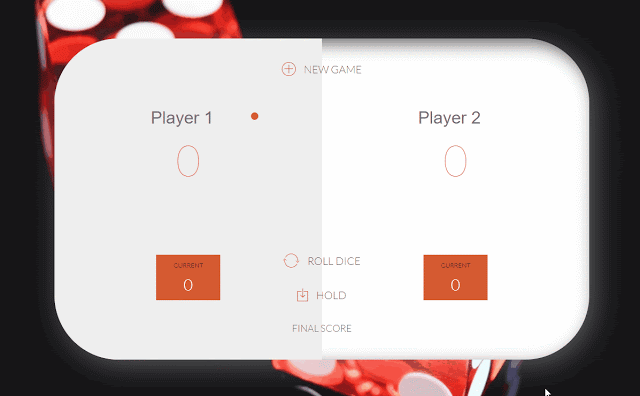 NEW GAME
Player 1
Player 2
0
0
CURRENT
0
ROLL DICE
CURRENT
0
HOLD
FINAL SCORE